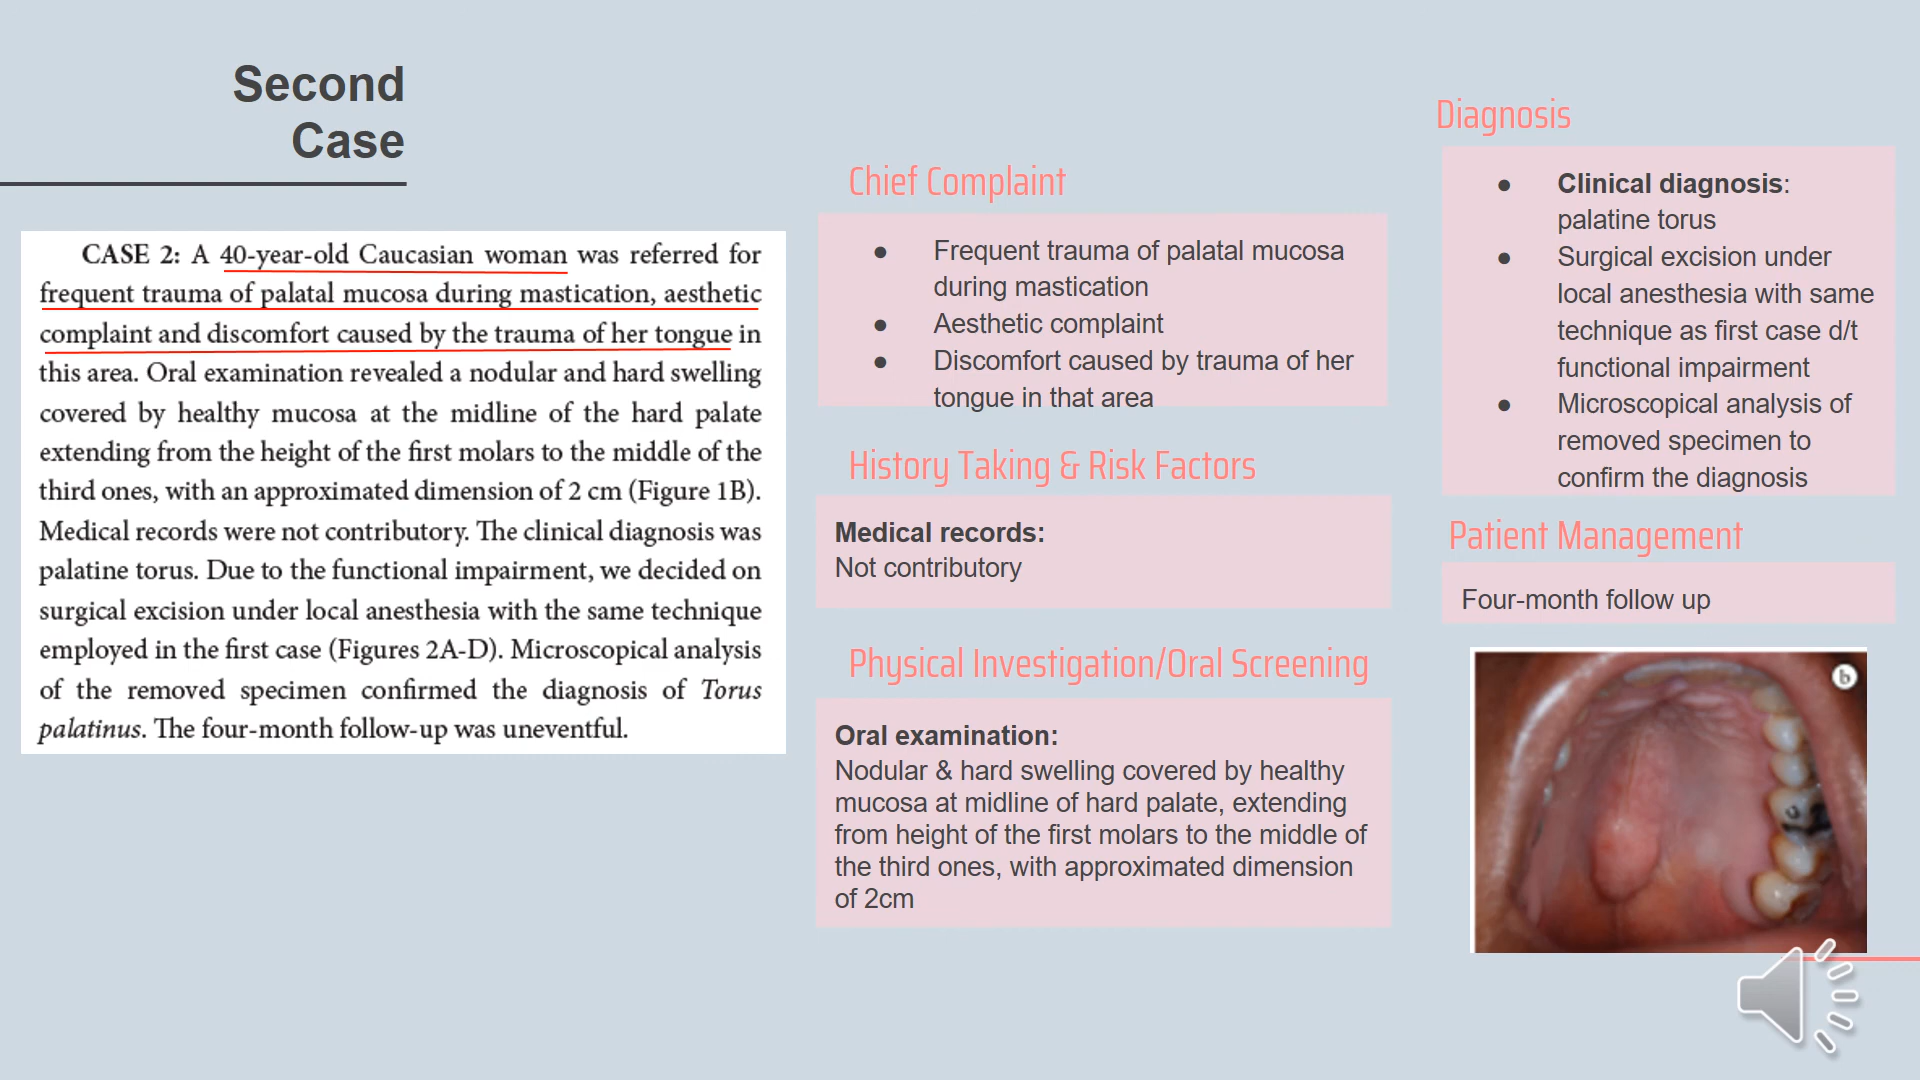 Second
Case
CASE 2: A 40-year-old Caucasian woman was referred for
frequent trauma of palatal mucosa during mastication, aesthetic
complaint and discomfort caused by the trauma of her tongue in
this area. Oral examination revealed a nodular and hard swelling
covered by healthy mucosa at the midline of the hard palate
extending from the height of the first molars to the middle of the
third ones, with an approximated dimension of 2 cm (Figure 1B).
Medical records were not contributory. The clinical diagnosis was
palatine torus. Due to the functional impairment, we decided on
surgical excision under local anesthesia with the same technique
employed in the first case (Figures 2A-D). Microscopical analysis
of the removed specimen confirmed the diagnosis of Torus
palatinus. The four-month follow-up was uneventful.
Chief Complaint
● Frequent trauma of palatal mucosa
during mastication
● Aesthetic complaint
● Discomfort caused by trauma of her
tongue in that area
History Taking & Risk Factors
Medical records:
Not contributory
Physical Investigation/Oral Screening
Oral examination:
Nodular & hard swelling covered by healthy
mucosa at midline of hard palate, extending
from height of the first molars to the middle of
the third ones, with approximated dimension
of 2cm
Diagnosis
● Clinical diagnosis:
palatine torus
● Surgical excision under
local anesthesia with same
technique as first case d/t
functional impairment
● Microscopical analysis of
removed specimen to
confirm the diagnosis
Patient Management
Four-month follow up
b